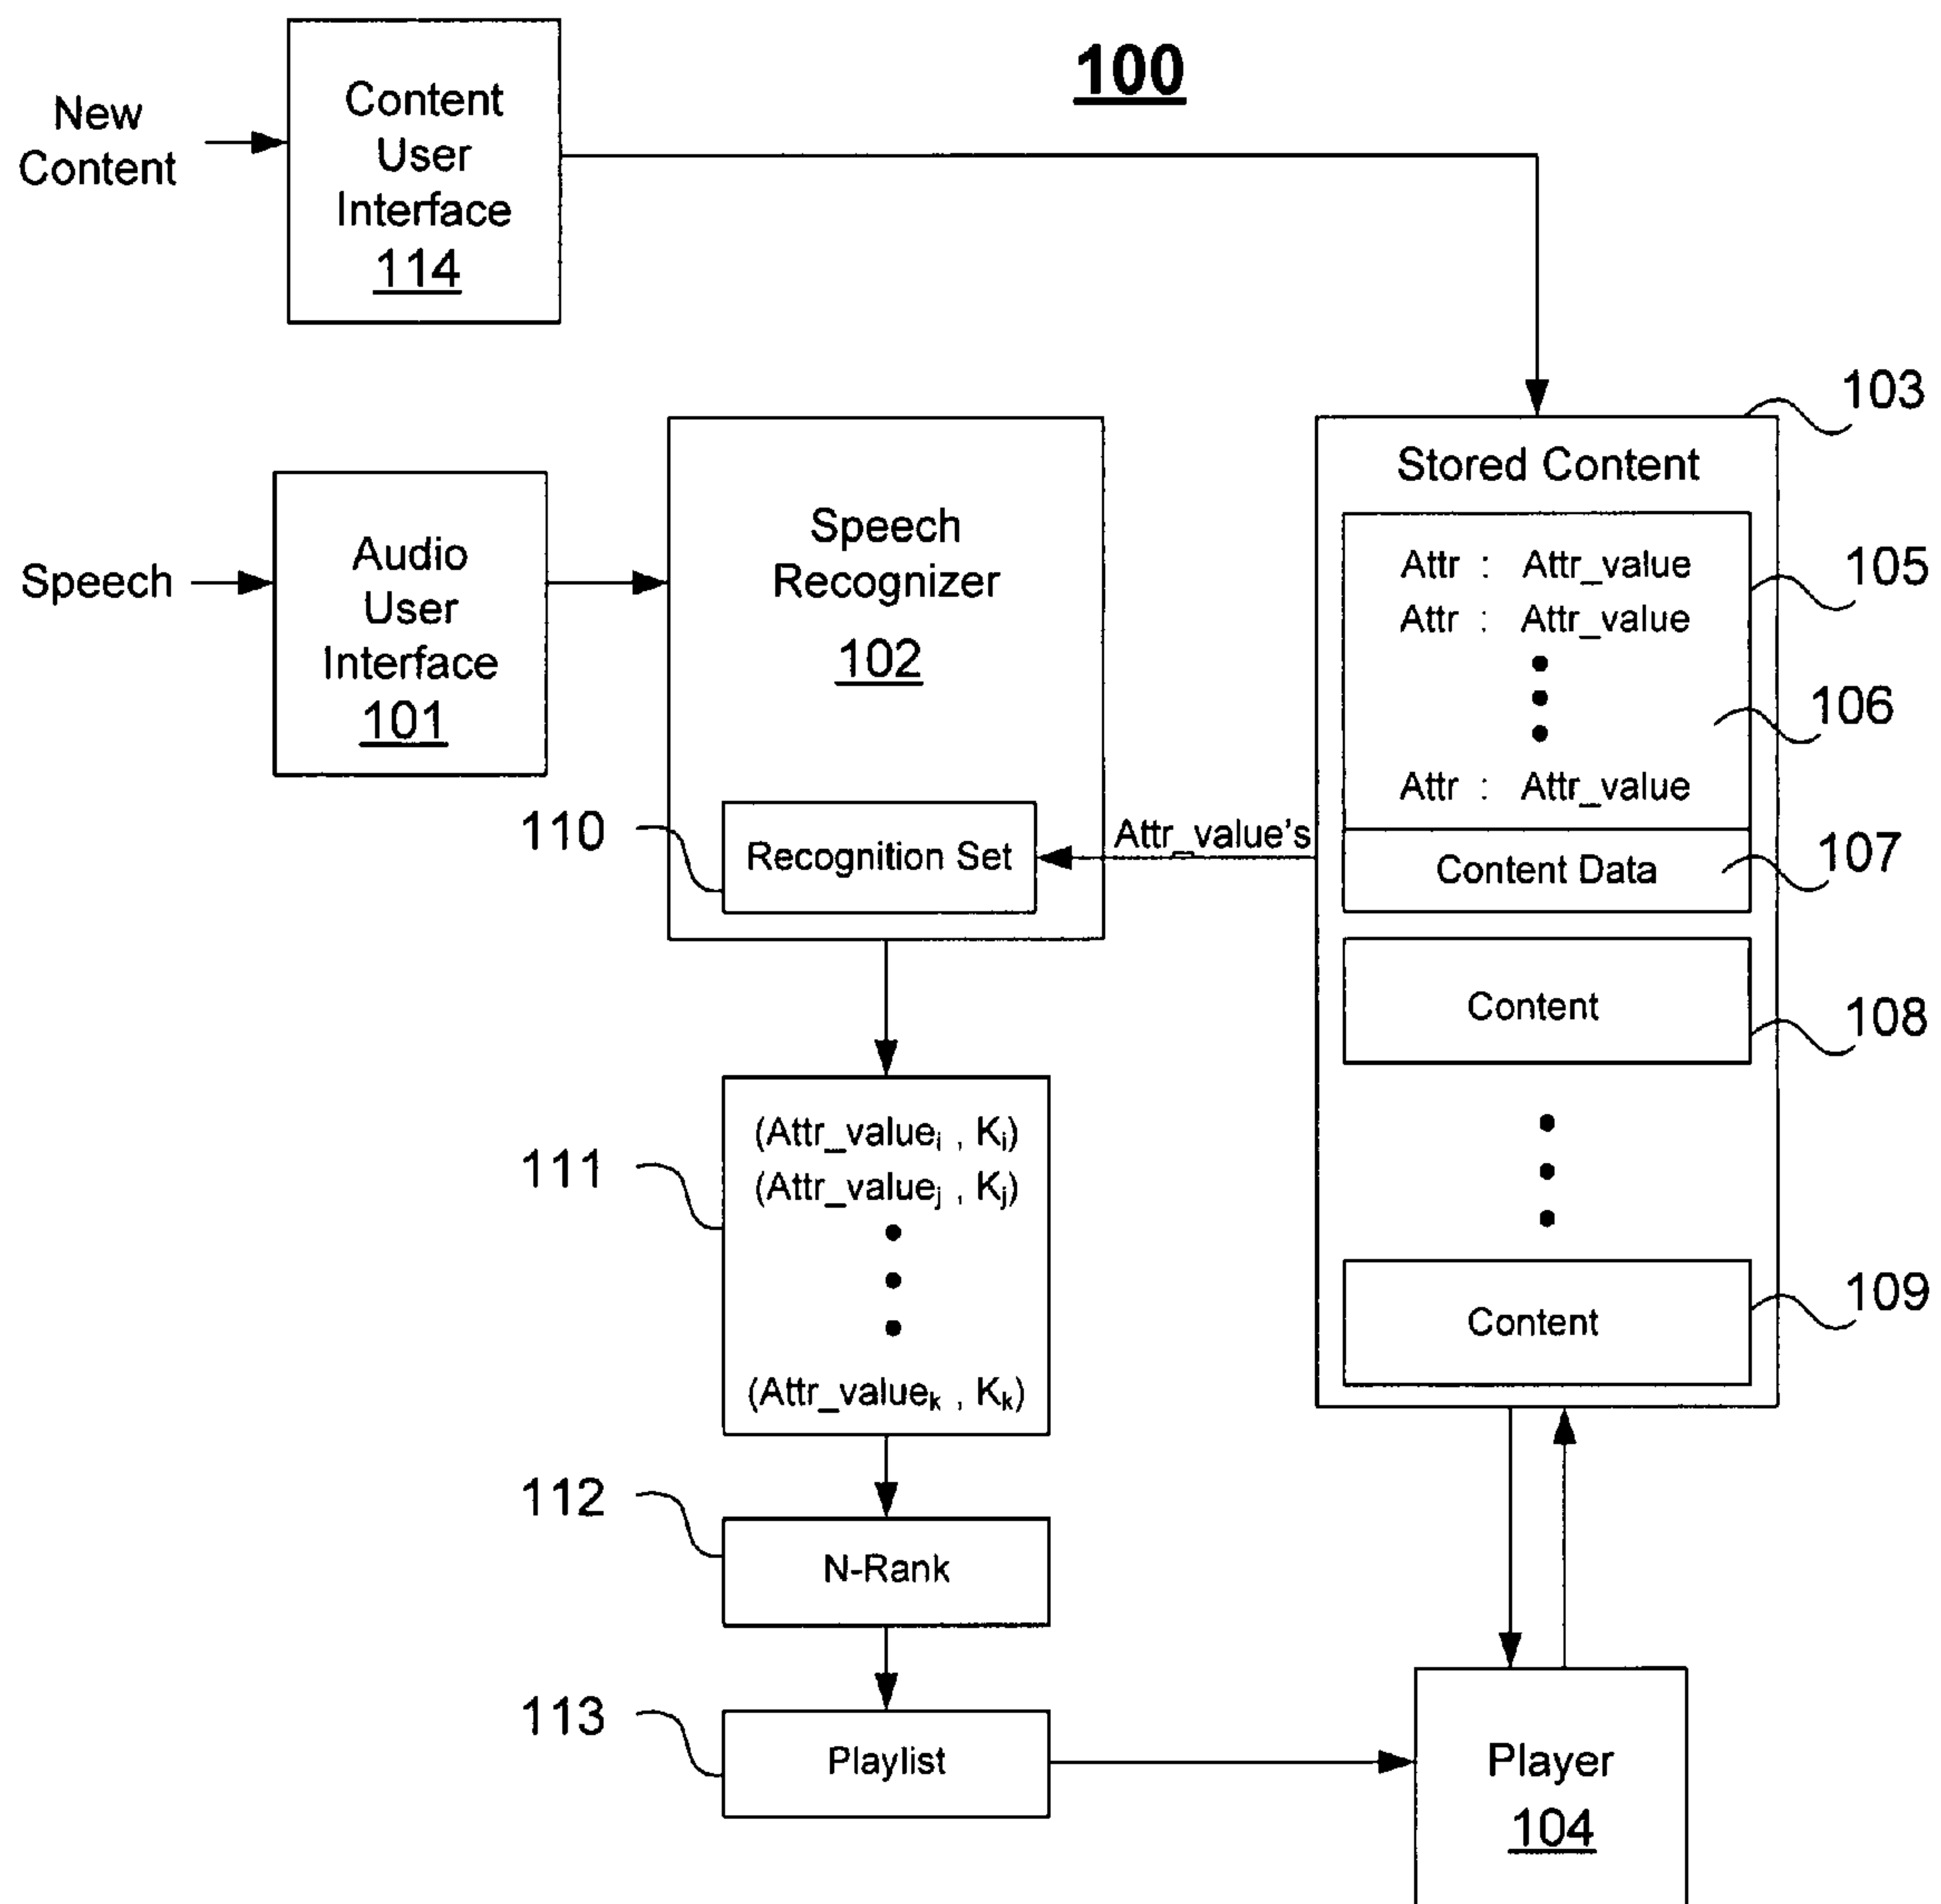 100
New
Content
Content
User
Interface
114
103
Stored Content
Speech
Audio
User
Interface
101
Speech
Recognizer
102
Attr : Attr_value
Attr : Attr_value
Attr : Attr_value
105
106
110
Recognition Set
Attr_value's
Content Data
107
Content
108
111
(Attr_valueᵢ , Kᵢ)
(Attr_valueⱼ , Kⱼ)
(Attr_valueₖ , Kₖ)
Content
109
112
N-Rank
113
Playlist
Player
104